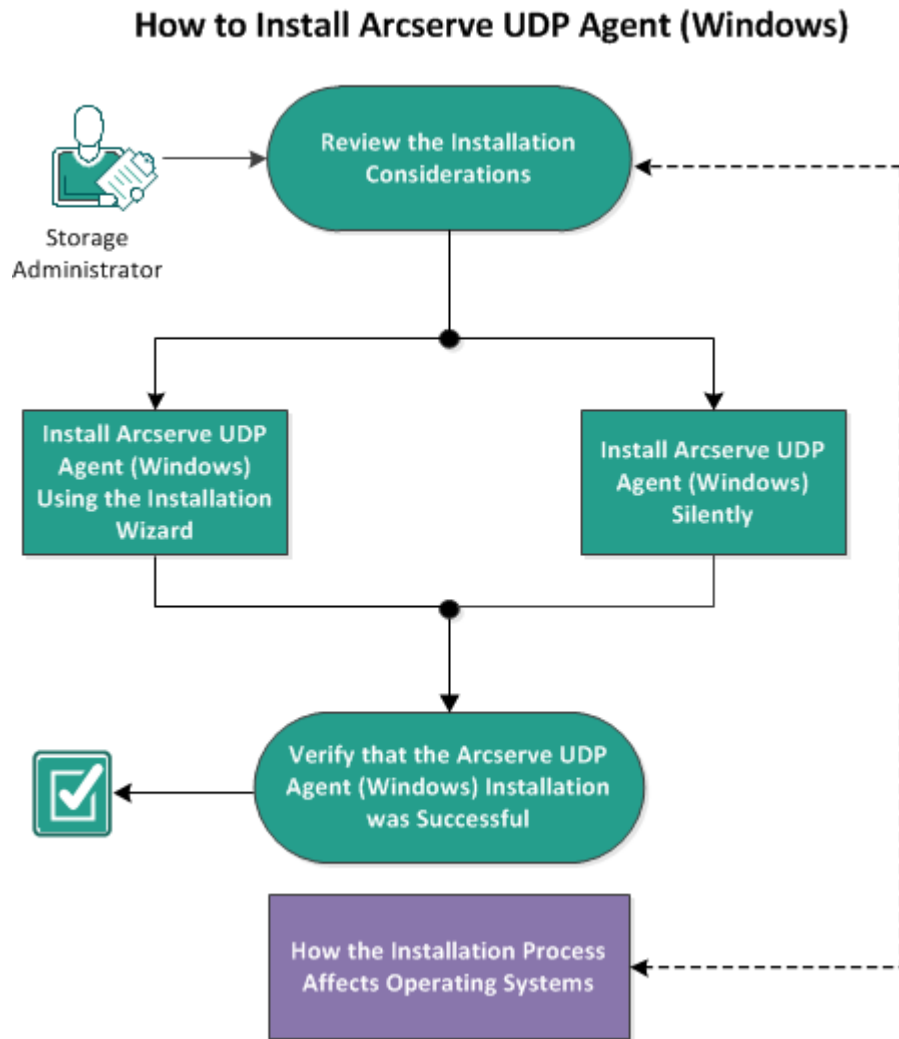 How to Install Arcserve UDP Agent (Windows)
Review the Installation
Considerations
Storage
Administrator
Install Arcserve UDP
Agent (Windows)
Using the Installation
Wizard
Install Arcserve UDP
Agent (Windows)
Silently
Verify that the Arcserve UDP
Agent (Windows) Installation
was Successful
How the Installation Process
Affects Operating Systems